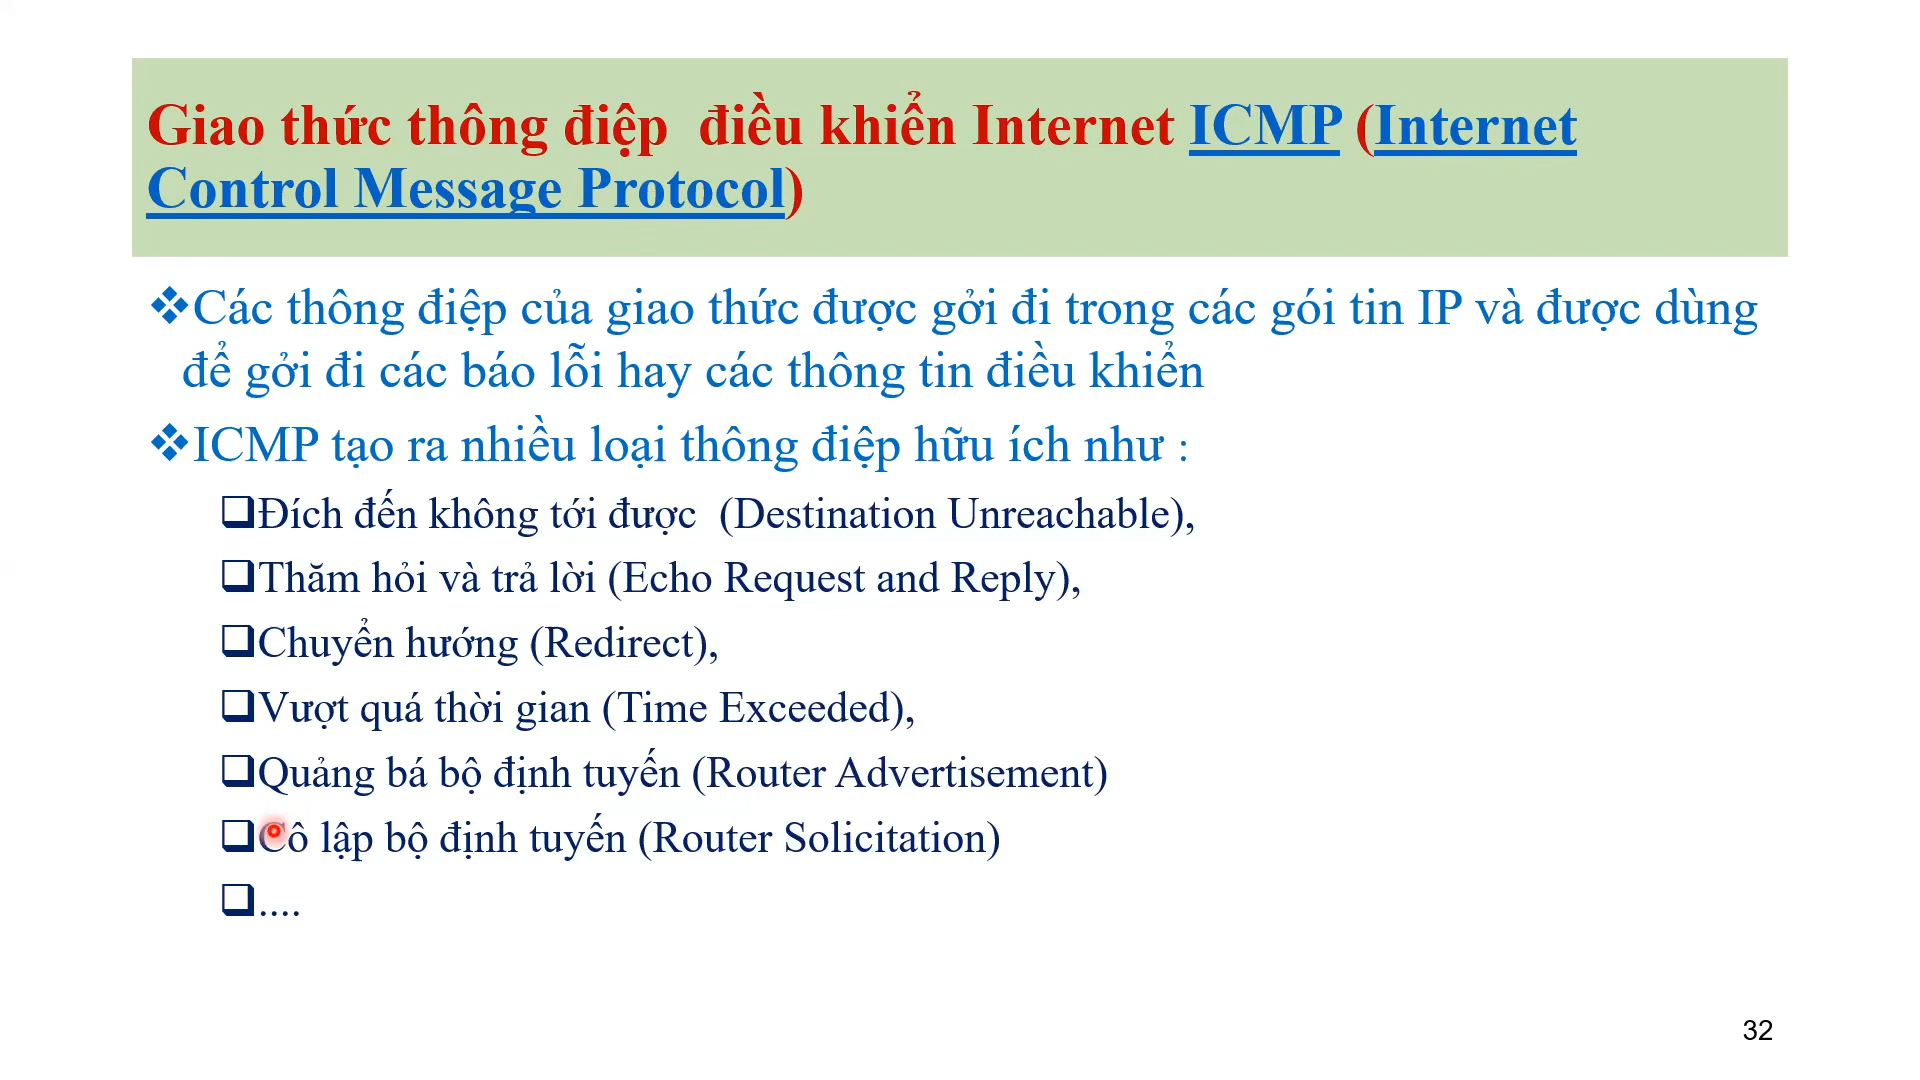 Giao thức thông điệp  điều khiển Internet ICMP (Internet
Control Message Protocol)
❖Các thông điệp của giao thức được gởi đi trong các gói tin IP và được dùng
để gởi đi các báo lỗi hay các thông tin điều khiển
❖ICMP tạo ra nhiều loại thông điệp hữu ích như :
❑Đích đến không tới được  (Destination Unreachable),
❑Thăm hỏi và trả lời (Echo Request and Reply),
❑Chuyển hướng (Redirect),
❑Vượt quá thời gian (Time Exceeded),
❑Quảng bá bộ định tuyến (Router Advertisement)
❑Cô lập bộ định tuyến (Router Solicitation)
❑....
32